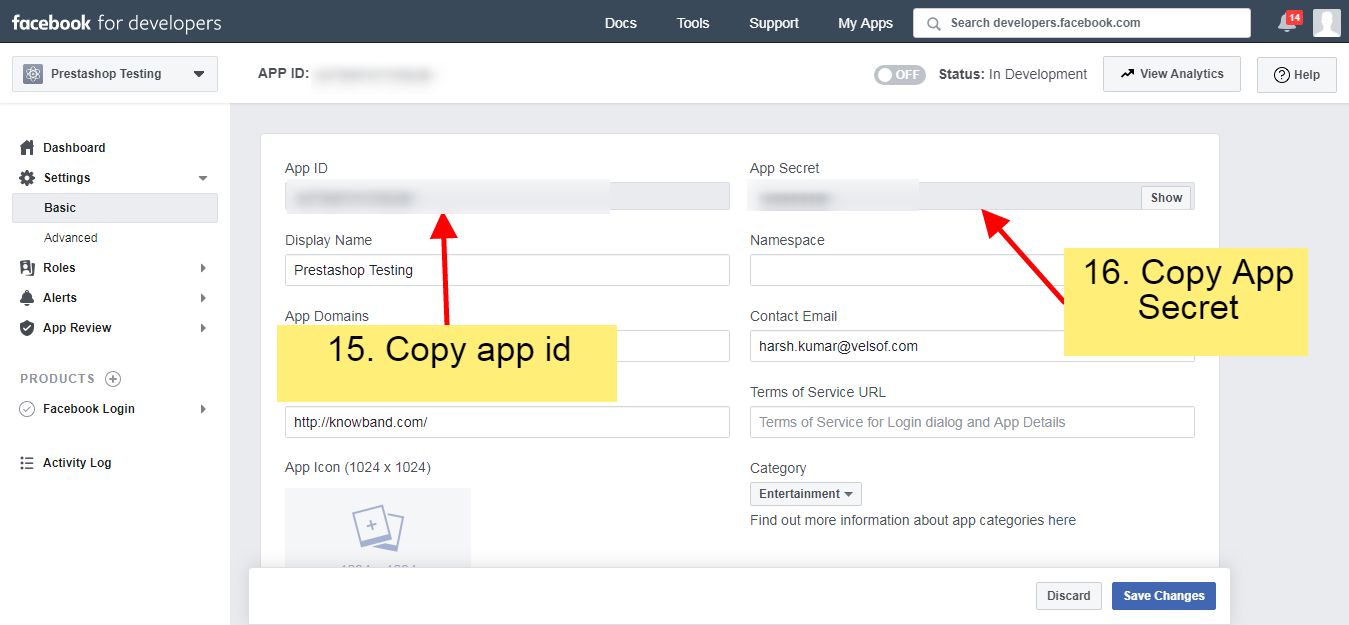 facebook for developers
Docs
Tools
Support
My Apps
Search developers.facebook.com
14
Prestashop Testing
APP ID:
OFF
Status: In Development
View Analytics
? Help
Dashboard
Settings
Basic
Advanced
Roles
Alerts
App Review
PRODUCTS
Facebook Login
Activity Log
App ID
App Secret
Show
Display Name
Prestashop Testing
Namespace
15. Copy app id
16. Copy App
Secret
App Domains
Contact Email
harsh.kumar@velsof.com
http://knowband.com/
Terms of Service URL
Terms of Service for Login dialog and App Details
App Icon (1024 x 1024)
Category
Entertainment
Find out more information about app categories here
Discard
Save Changes